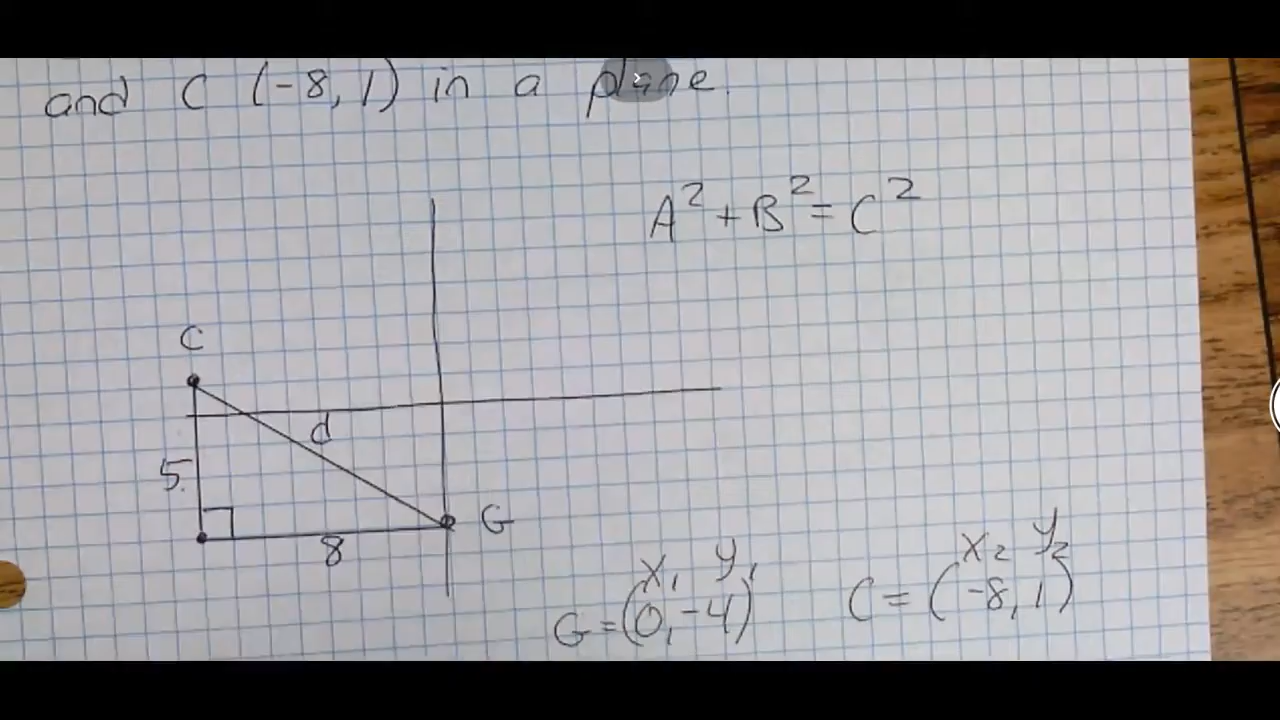 and C (-8, 1) in a plane.
A² + B² = C²
C
d
5
G
8
x₁ y₁
G = (0, -4)
x₂ y₂
C = (-8, 1)